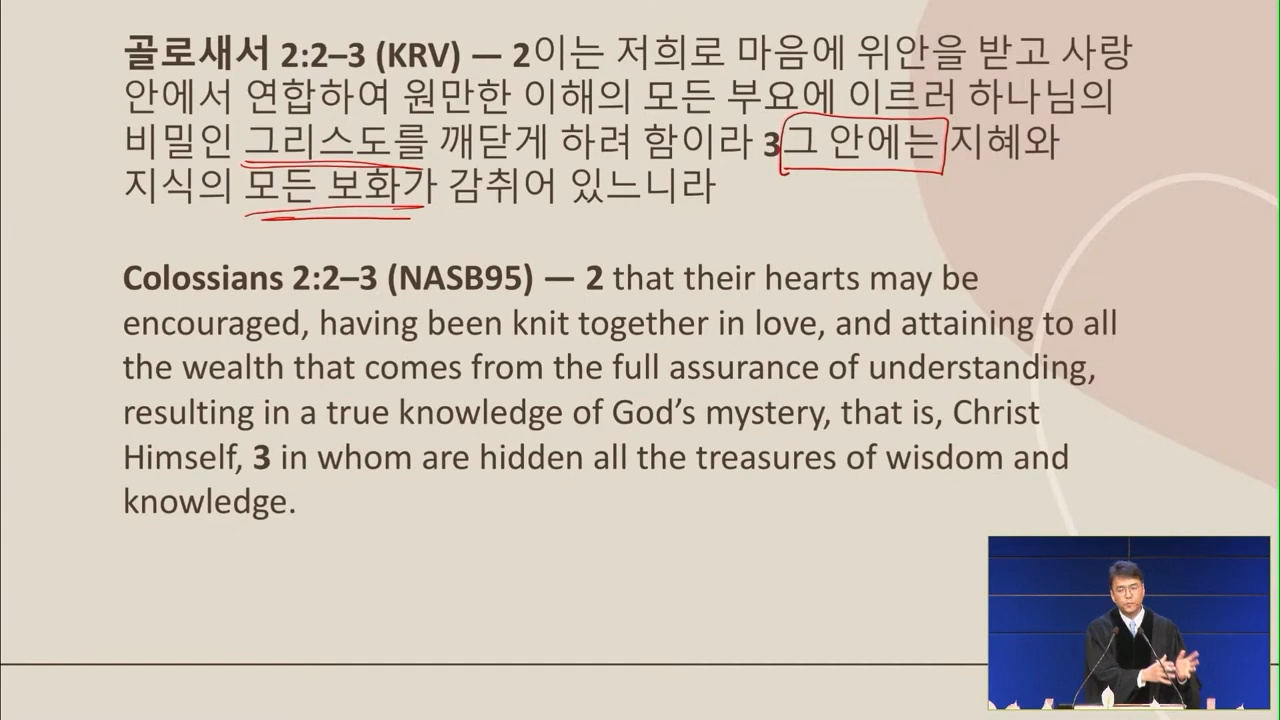 골로새서 2:2–3 (KRV) — 2이는 저희로 마음에 위안을 받고 사랑
안에서 연합하여 원만한 이해의 모든 부요에 이르러 하나님의
비밀인 그리스도를 깨닫게 하려 함이라 3그 안에는 지혜와
지식의 모든 보화가 감취어 있느니라
Colossians 2:2–3 (NASB95) — 2 that their hearts may be
encouraged, having been knit together in love, and attaining to all
the wealth that comes from the full assurance of understanding,
resulting in a true knowledge of God’s mystery, that is, Christ
Himself, 3 in whom are hidden all the treasures of wisdom and
knowledge.